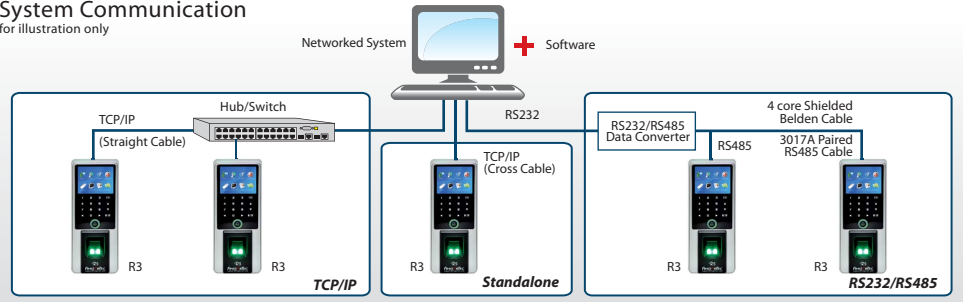 System Communication
for illustration only
Networked System
Software
RS232
TCP/IP
(Straight Cable)
Hub/Switch
R3
R3
TCP/IP
TCP/IP
(Cross Cable)
R3
Standalone
RS232/RS485
Data Converter
RS485
4 core Shielded
Belden Cable
3017A Paired
RS485 Cable
R3
R3
RS232/RS485